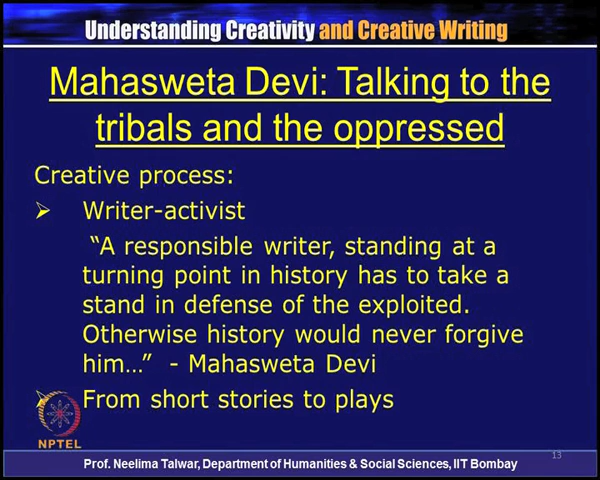 Understanding Creativity and Creative Writing
Mahasweta Devi: Talking to the
tribals and the oppressed
Creative process:
Writer-activist
“A responsible writer, standing at a
turning point in history has to take a
stand in defense of the exploited.
Otherwise history would never forgive
him…” - Mahasweta Devi
From short stories to plays
NPTEL
13
Prof. Neelima Talwar, Department of Humanities & Social Sciences, IIT Bombay